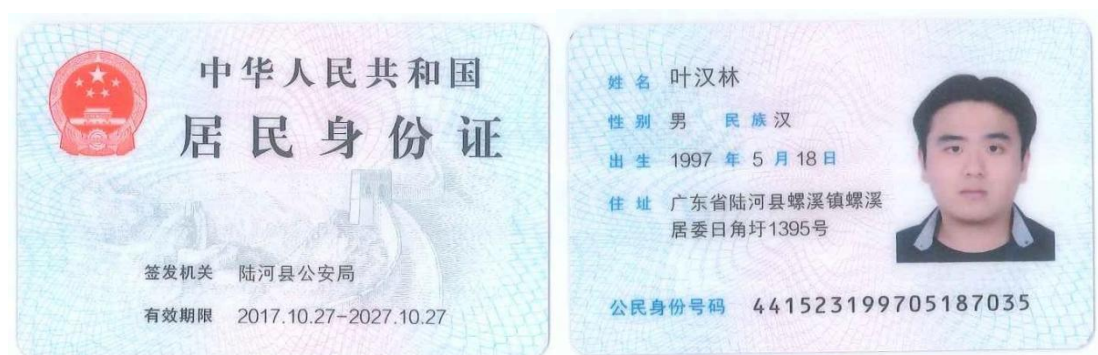 中华人民共和国
居民身份证
签发机关 陆河县公安局
有效期限 2017.10.27-2027.10.27
姓名 叶汉林
性别 男 民族 汉
出生 1997 年 5 月 18 日
住址 广东省陆河县螺溪镇螺溪
居委日角圩1395号
公民身份号码 441523199705187035